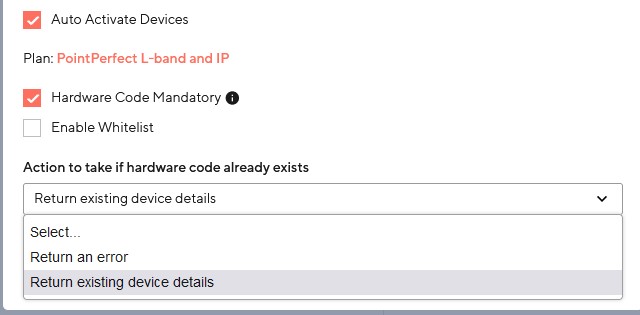 Auto Activate Devices
Plan: PointPerfect L-band and IP
Hardware Code Mandatory
Enable Whitelist
Action to take if hardware code already exists
Return existing device details
Select...
Return an error
Return existing device details